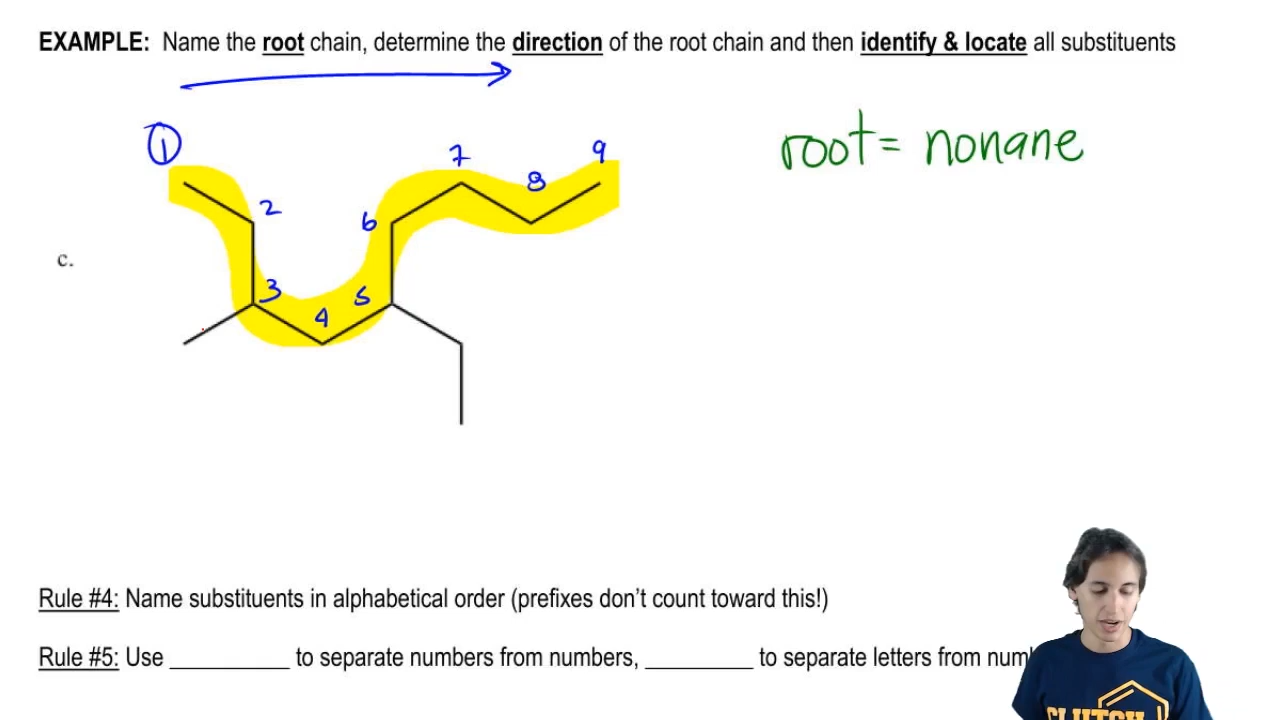 EXAMPLE: Name the root chain, determine the direction of the root chain and then identify & locate all substituents
root = nonane
1
2
3
4
5
6
7
8
9
c.
Rule #4: Name substituents in alphabetical order (prefixes don't count toward this!)
Rule #5: Use __________ to separate numbers from numbers, _________ to separate letters from
CLUTCH